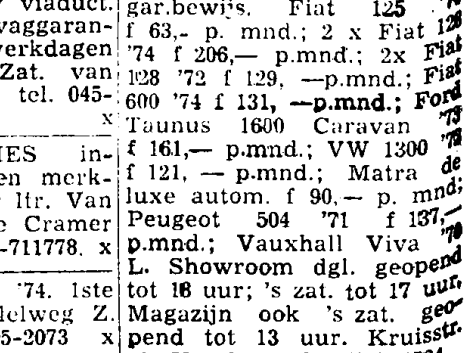 viaduct.
vaggaran-
verkdagen
Zat. van
tel. 045-
x
IES in-
en merk-
ltr. Van
Cramer
-711778. x
'74. 1ste
lelweg Z.
5-2073 x
gar.bewijs. Fiat 125
f 63,- p. mnd.; 2 x Fiat 128
'74 f 206,— p.mnd.; 2x Fiat
128 '72 f 129, —p.mnd.; Fiat
600 '74 f 131, —p.mnd.; Ford
Taunus 1600 Caravan '73
f 161,— p.mnd.; VW 1300 '73
f 121, — p.mnd.; Matra de
luxe autom. f 90,— p. mnd;
Peugeot 504 '71 f 137,—
p.mnd.; Vauxhall Viva '70
L. Showroom dgl. geopend
tot 18 uur; 's zat. tot 17 uur,
Magazijn ook 's zat. geo-
pend tot 13 uur. Kruisstr.